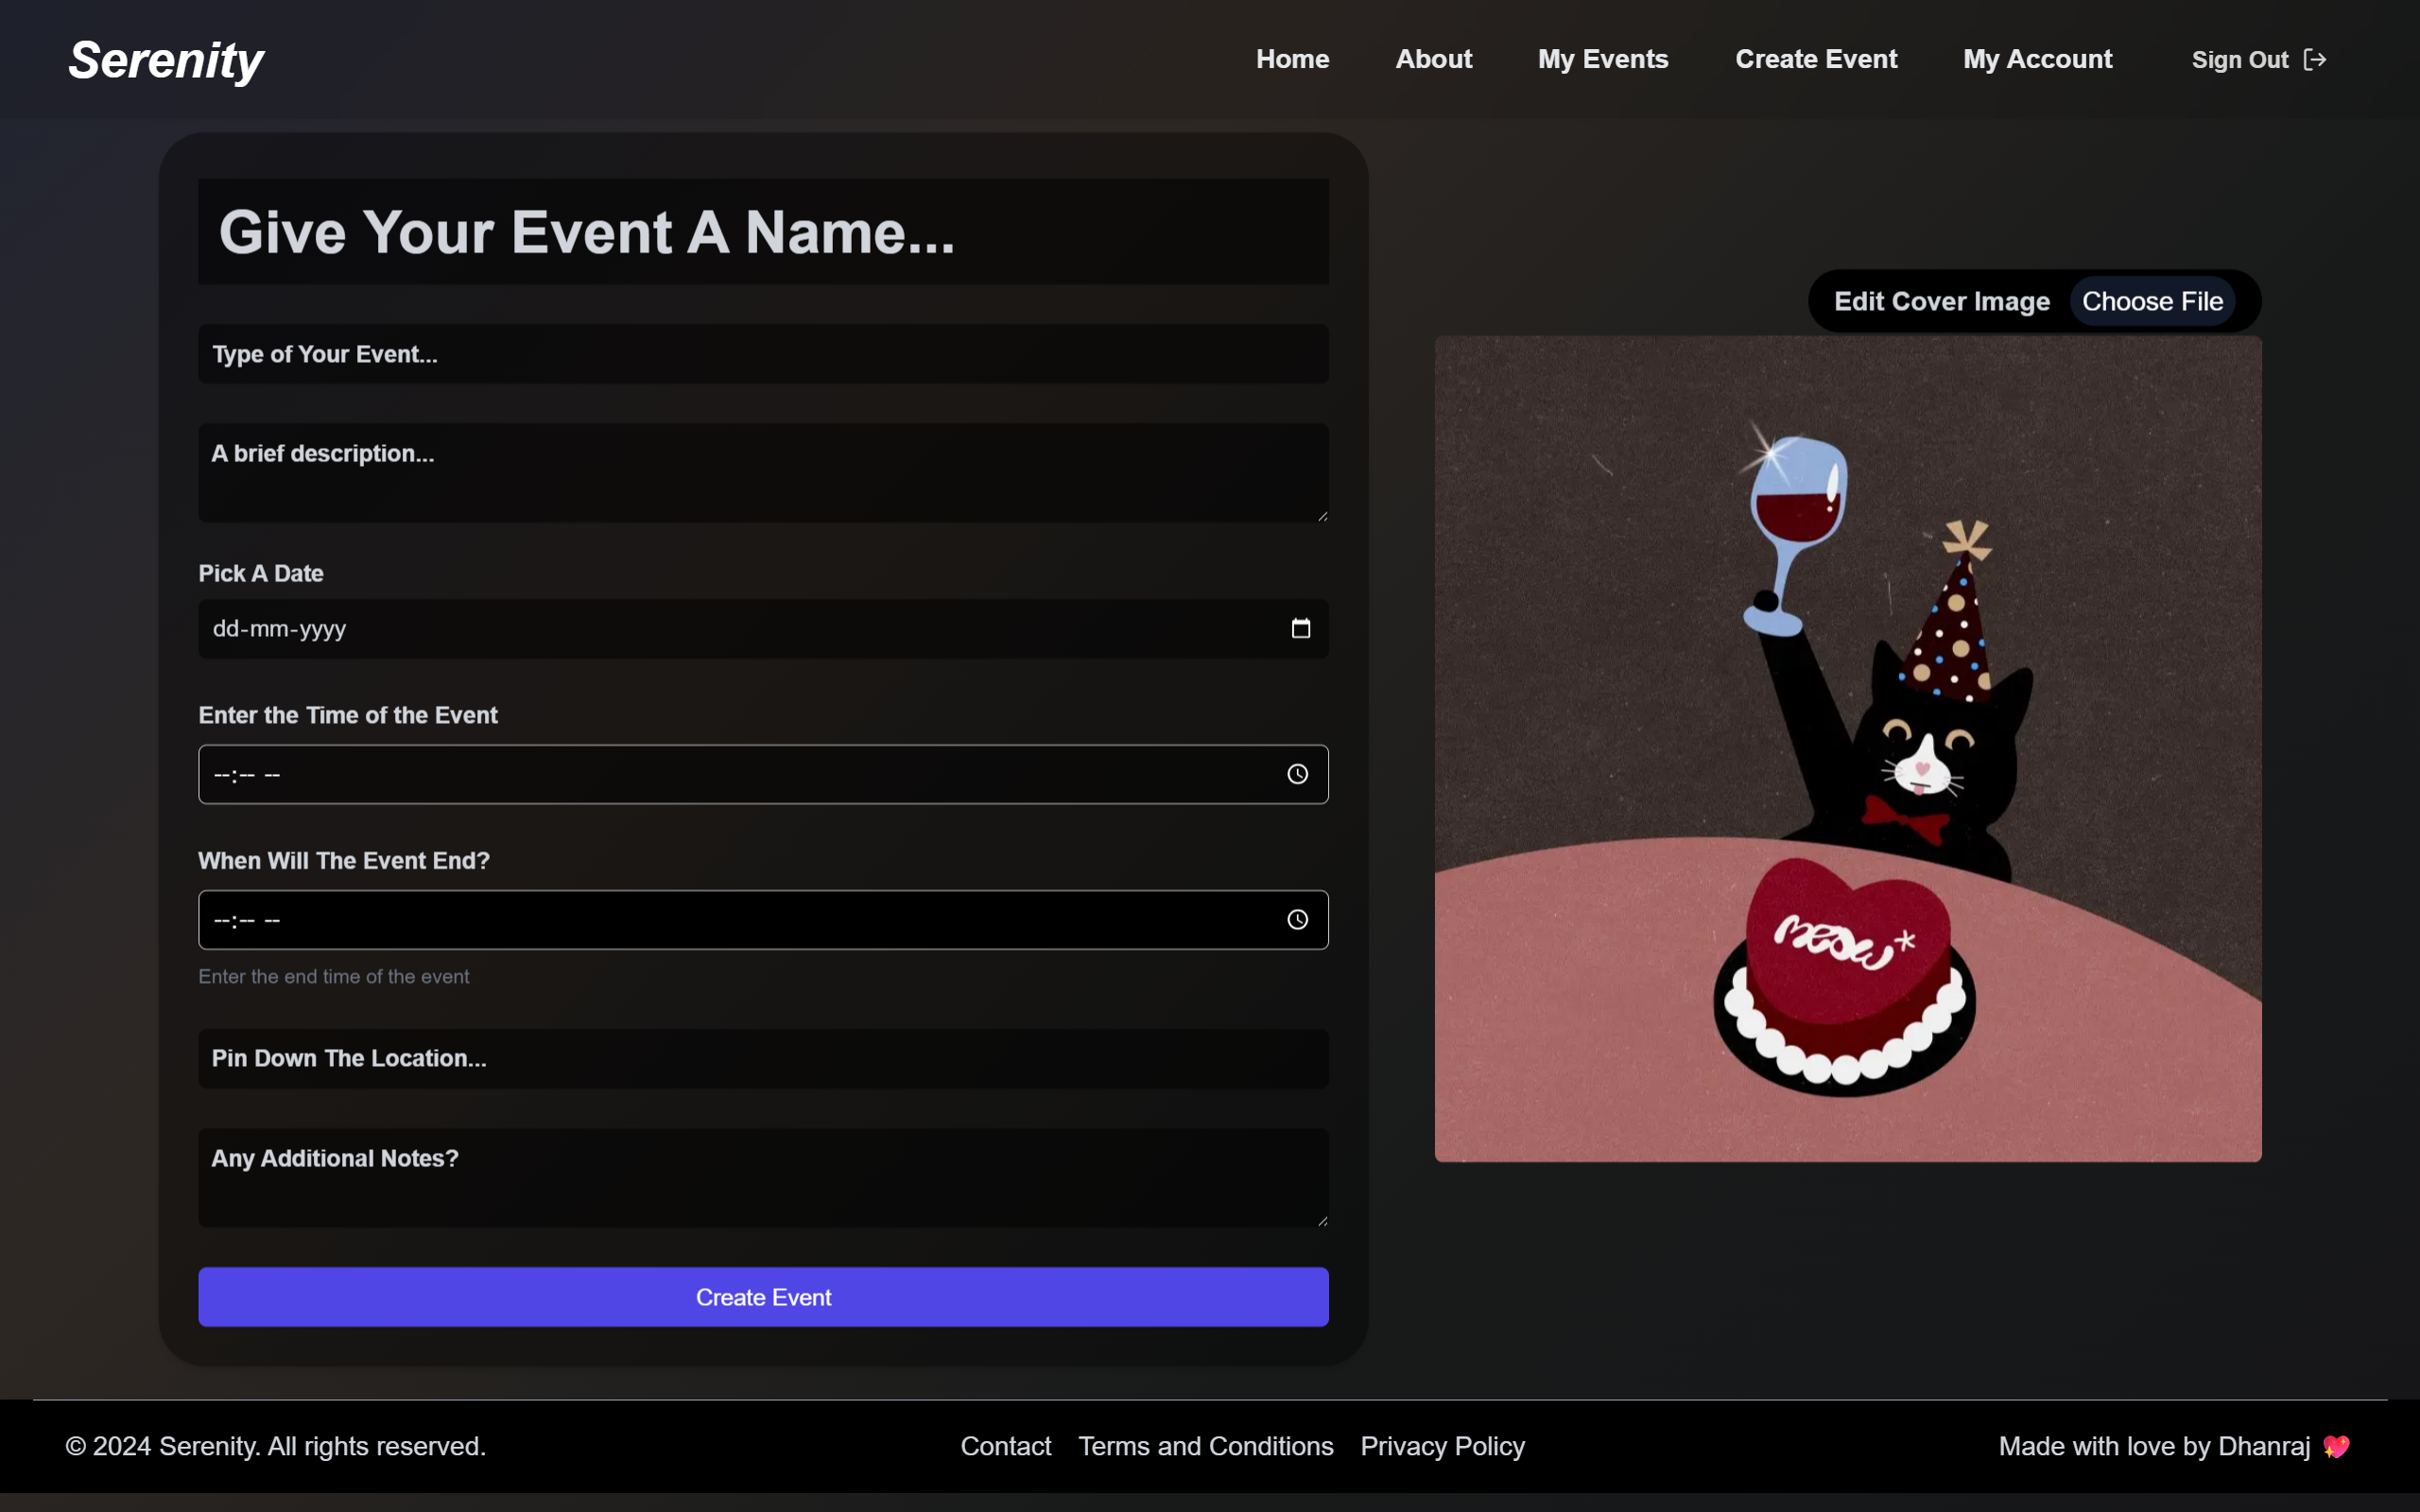 Serenity
Home About My Events Create Event My Account Sign Out
Give Your Event A Name...
Type of Your Event...
A brief description...
Pick A Date
dd-mm-yyyy
Enter the Time of the Event
--:-- --
When Will The Event End?
--:-- --
Enter the end time of the event
Pin Down The Location...
Any Additional Notes?
Create Event
Edit Cover Image Choose File
meow*
© 2024 Serenity. All rights reserved.
Contact Terms and Conditions Privacy Policy
Made with love by Dhanraj 💖